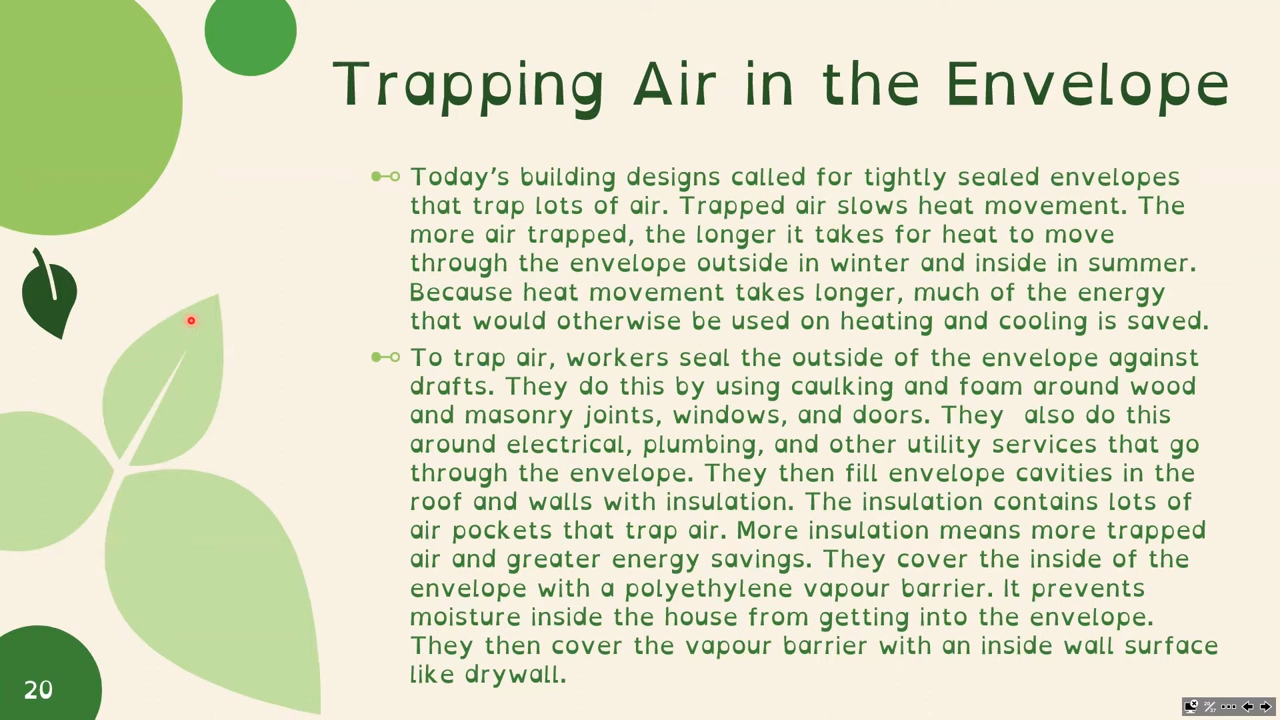 Trapping Air in the Envelope
Today's building designs called for tightly sealed envelopes
that trap lots of air. Trapped air slows heat movement. The
more air trapped, the longer it takes for heat to move
through the envelope outside in winter and inside in summer.
Because heat movement takes longer, much of the energy
that would otherwise be used on heating and cooling is saved.
To trap air, workers seal the outside of the envelope against
drafts. They do this by using caulking and foam around wood
and masonry joints, windows, and doors. They  also do this
around electrical, plumbing, and other utility services that go
through the envelope. They then fill envelope cavities in the
roof and walls with insulation. The insulation contains lots of
air pockets that trap air. More insulation means more trapped
air and greater energy savings. They cover the inside of the
envelope with a polyethylene vapour barrier. It prevents
moisture inside the house from getting into the envelope.
They then cover the vapour barrier with an inside wall surface
like drywall.
20